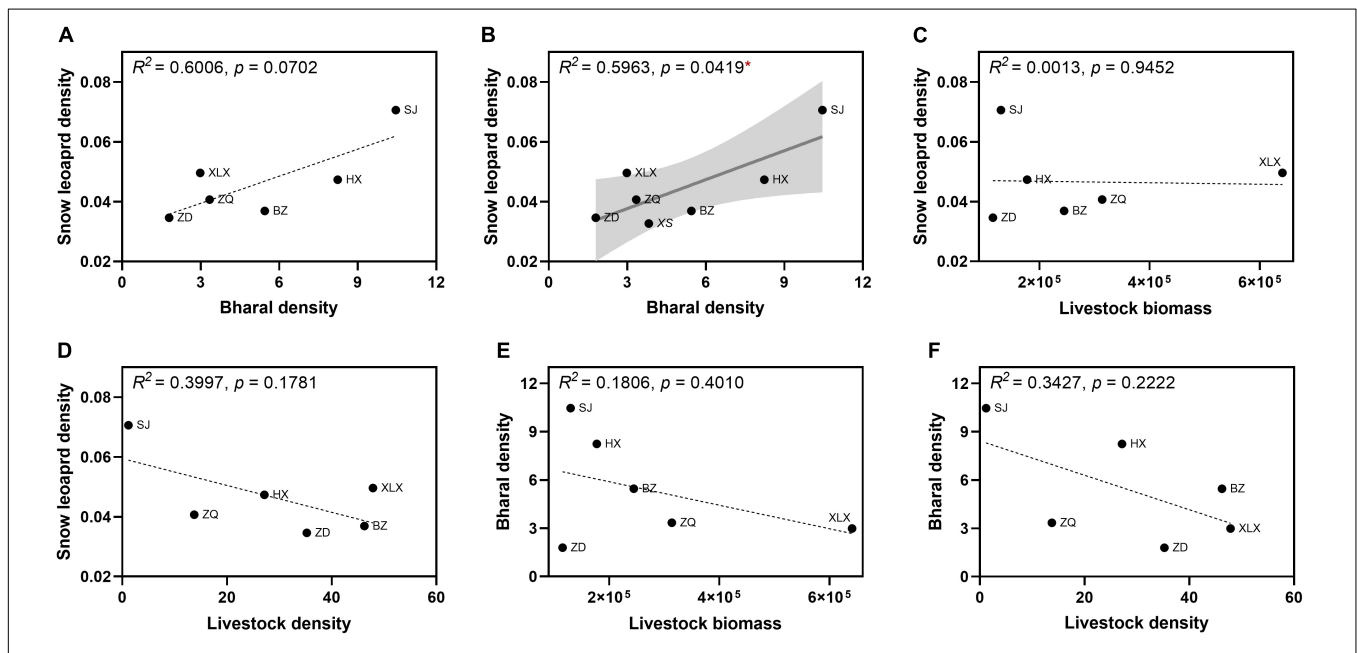 A
R² = 0.6006, p = 0.0702
0.08
0.06
0.04
0.02
Snow leoaprd density
SJ
XLX
HX
ZQ
BZ
ZD
0
3
6
9
12
Bharal density
B
R² = 0.5963, p = 0.0419*
0.08
0.06
0.04
0.02
Snow leopard density
SJ
XLX
HX
ZQ
ZD
BZ
XS
0
3
6
9
12
Bharal density
C
R² = 0.0013, p = 0.9452
0.08
0.06
0.04
0.02
Snow leoaprd density
SJ
XLX
HX
ZQ
BZ
ZD
2×10⁵
4×10⁵
6×10⁵
Livestock biomass
D
R² = 0.3997, p = 0.1781
0.08
0.06
0.04
0.02
Snow leoaprd density
SJ
XLX
HX
ZQ
BZ
ZD
0
20
40
60
Livestock density
E
R² = 0.1806, p = 0.4010
12
9
6
3
0
Bharal density
SJ
HX
BZ
ZQ
XLX
ZD
2×10⁵
4×10⁵
6×10⁵
Livestock biomass
F
R² = 0.3427, p = 0.2222
12
9
6
3
0
Bharal density
SJ
HX
BZ
ZQ
XLX
ZD
0
20
40
60
Livestock density